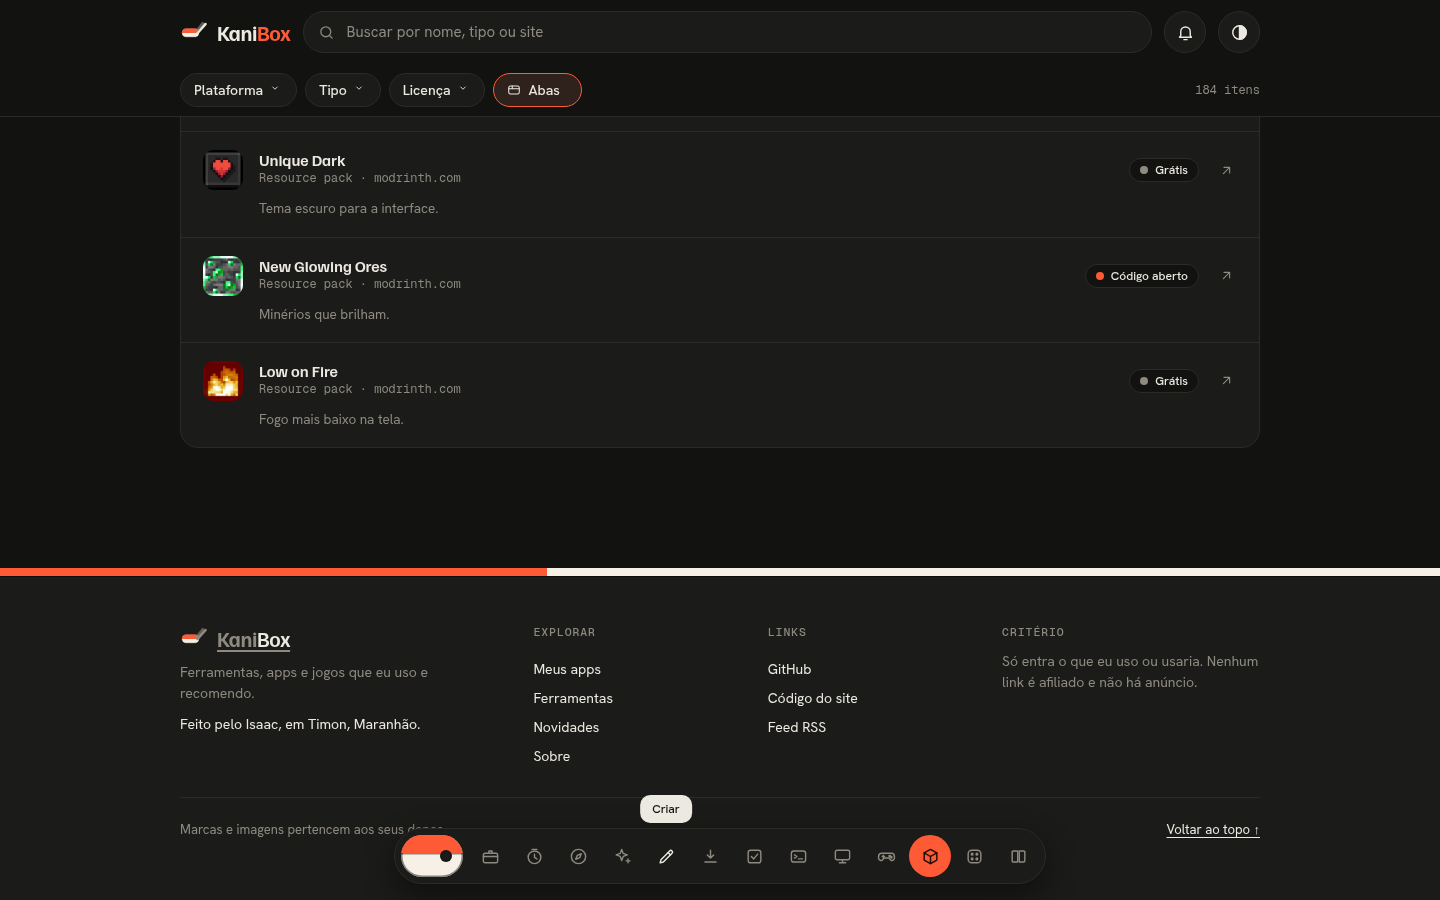 KaniBox
Buscar por nome, tipo ou site
Plataforma
Tipo
Licença
Abas
184 itens
Unique Dark
Resource pack · modrinth.com
Grátis
Tema escuro para a interface.
New Glowing Ores
Resource pack · modrinth.com
Código aberto
Minérios que brilham.
Low on Fire
Resource pack · modrinth.com
Grátis
Fogo mais baixo na tela.
KaniBox
Ferramentas, apps e jogos que eu uso e
recomendo.
Feito pelo Isaac, em Timon, Maranhão.
EXPLORAR
Meus apps
Ferramentas
Novidades
Sobre
LINKS
GitHub
Código do site
Feed RSS
CRITÉRIO
Só entra o que eu uso ou usaria. Nenhum
link é afiliado e não há anúncio.
Criar
Marcas e imagens pertencem aos seus
Voltar ao topo ↑